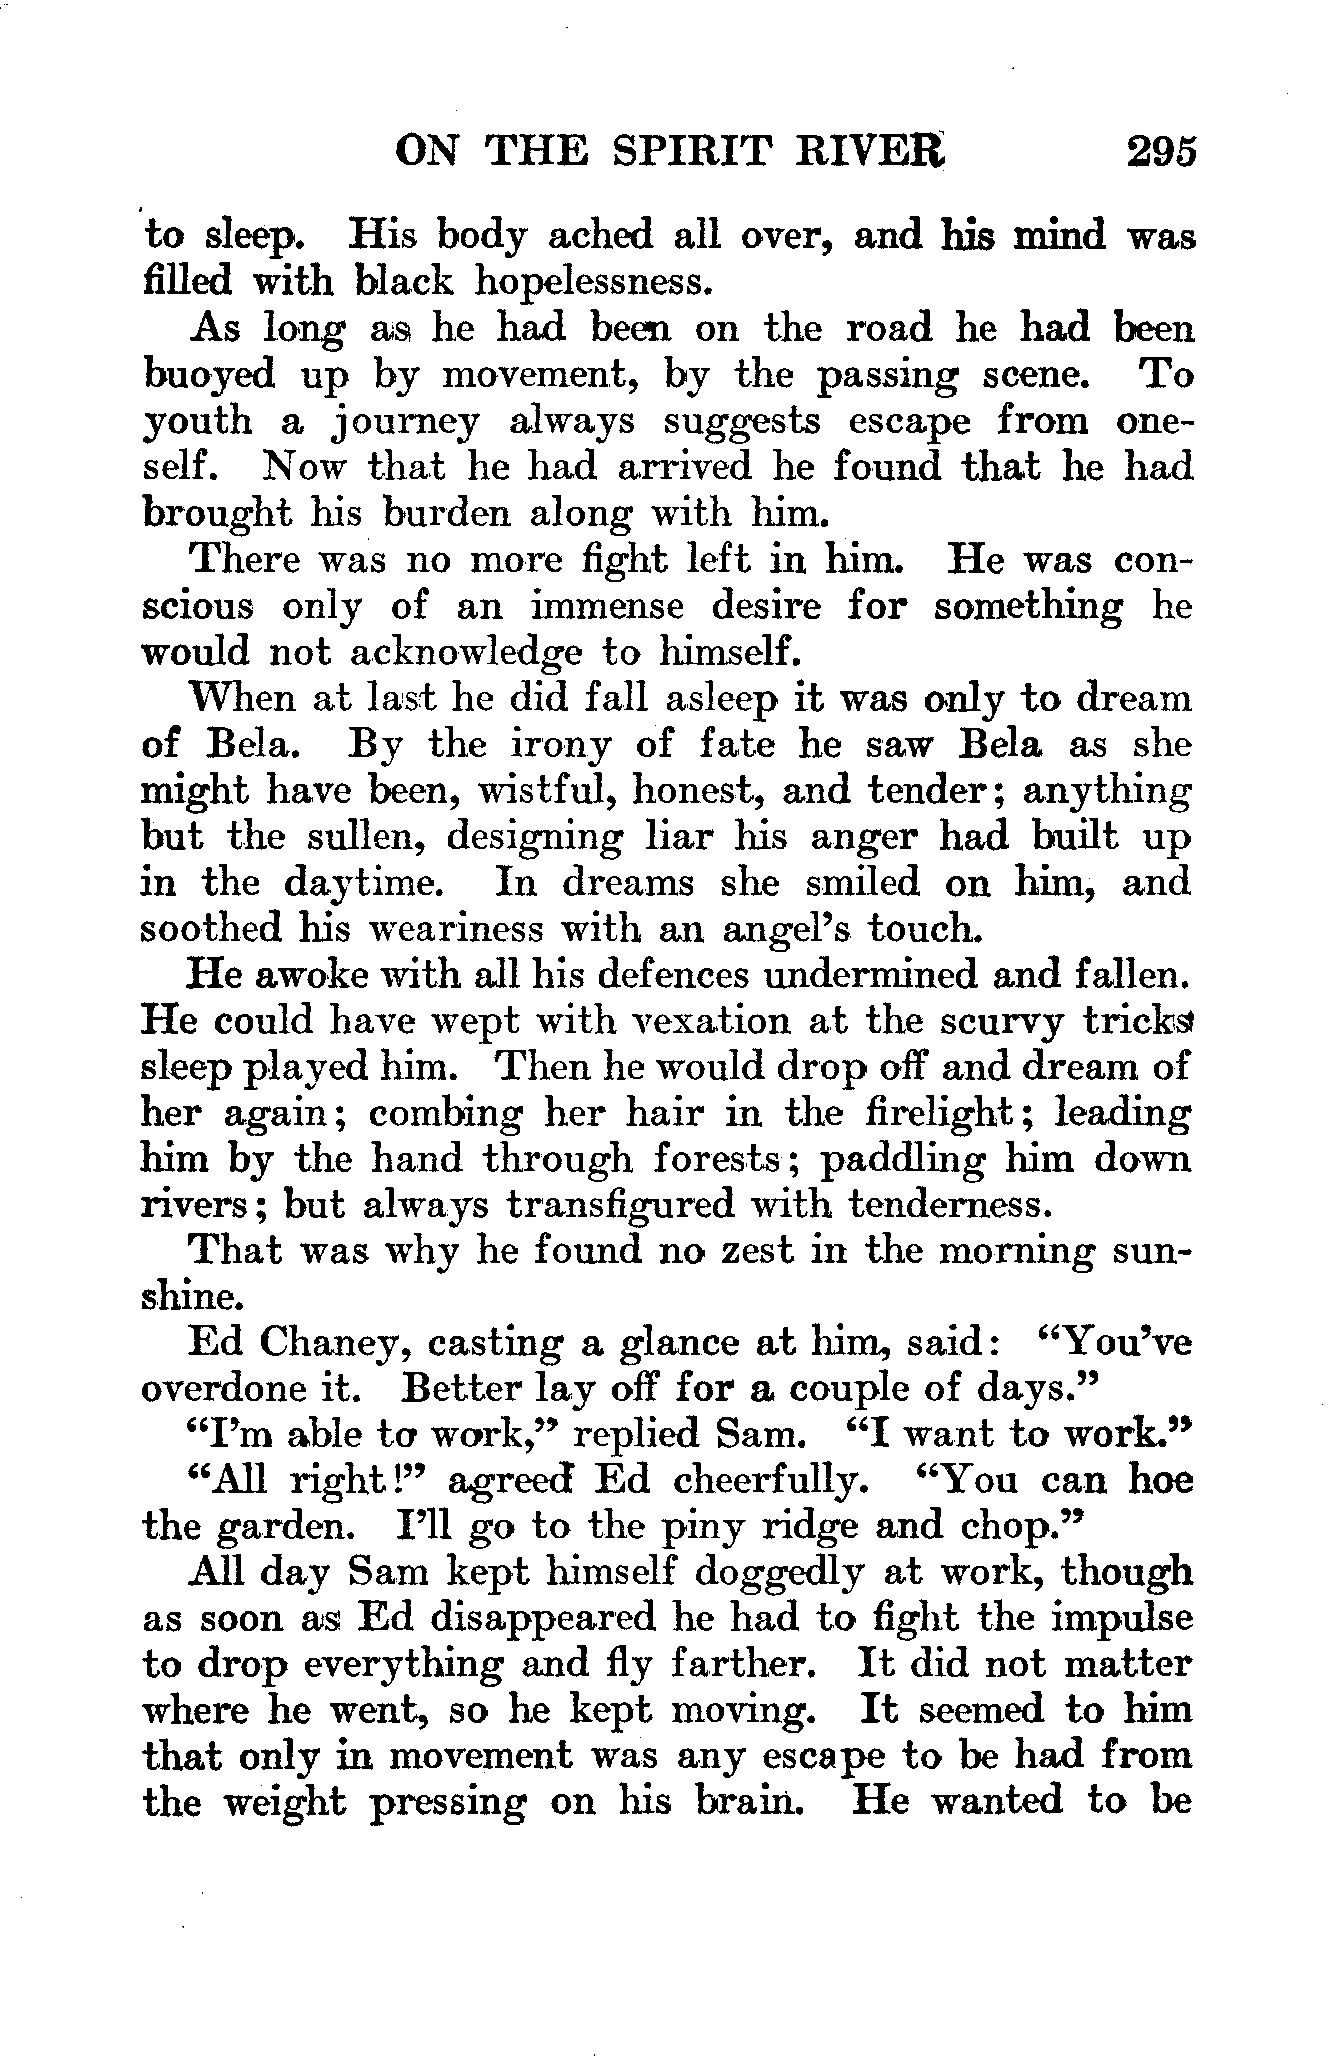 ON THE SPIRIT RIVER 295
to sleep. His body ached all over, and his mind was
filled with black hopelessness.
As long as he had been on the road he had been
buoyed up by movement, by the passing scene. To
youth a journey always suggests escape from one-
self. Now that he had arrived he found that he had
brought his burden along with him.
There was no more fight left in him. He was con-
scious only of an immense desire for something he
would not acknowledge to himself.
When at last he did fall asleep it was only to dream
of Bela. By the irony of fate he saw Bela as she
might have been, wistful, honest, and tender; anything
but the sullen, designing liar his anger had built up
in the daytime. In dreams she smiled on him, and
soothed his weariness with an angel's touch.
He awoke with all his defences undermined and fallen.
He could have wept with vexation at the scurvy tricks
sleep played him. Then he would drop off and dream of
her again; combing her hair in the firelight; leading
him by the hand through forests; paddling him down
rivers; but always transfigured with tenderness.
That was why he found no zest in the morning sun-
shine.
Ed Chaney, casting a glance at him, said: "You've
overdone it. Better lay off for a couple of days."
"I'm able to work," replied Sam. "I want to work."
"All right!" agreed Ed cheerfully. "You can hoe
the garden. I'll go to the piny ridge and chop."
All day Sam kept himself doggedly at work, though
as soon as Ed disappeared he had to fight the impulse
to drop everything and fly farther. It did not matter
where he went, so he kept moving. It seemed to him
that only in movement was any escape to be had from
the weight pressing on his brain. He wanted to be